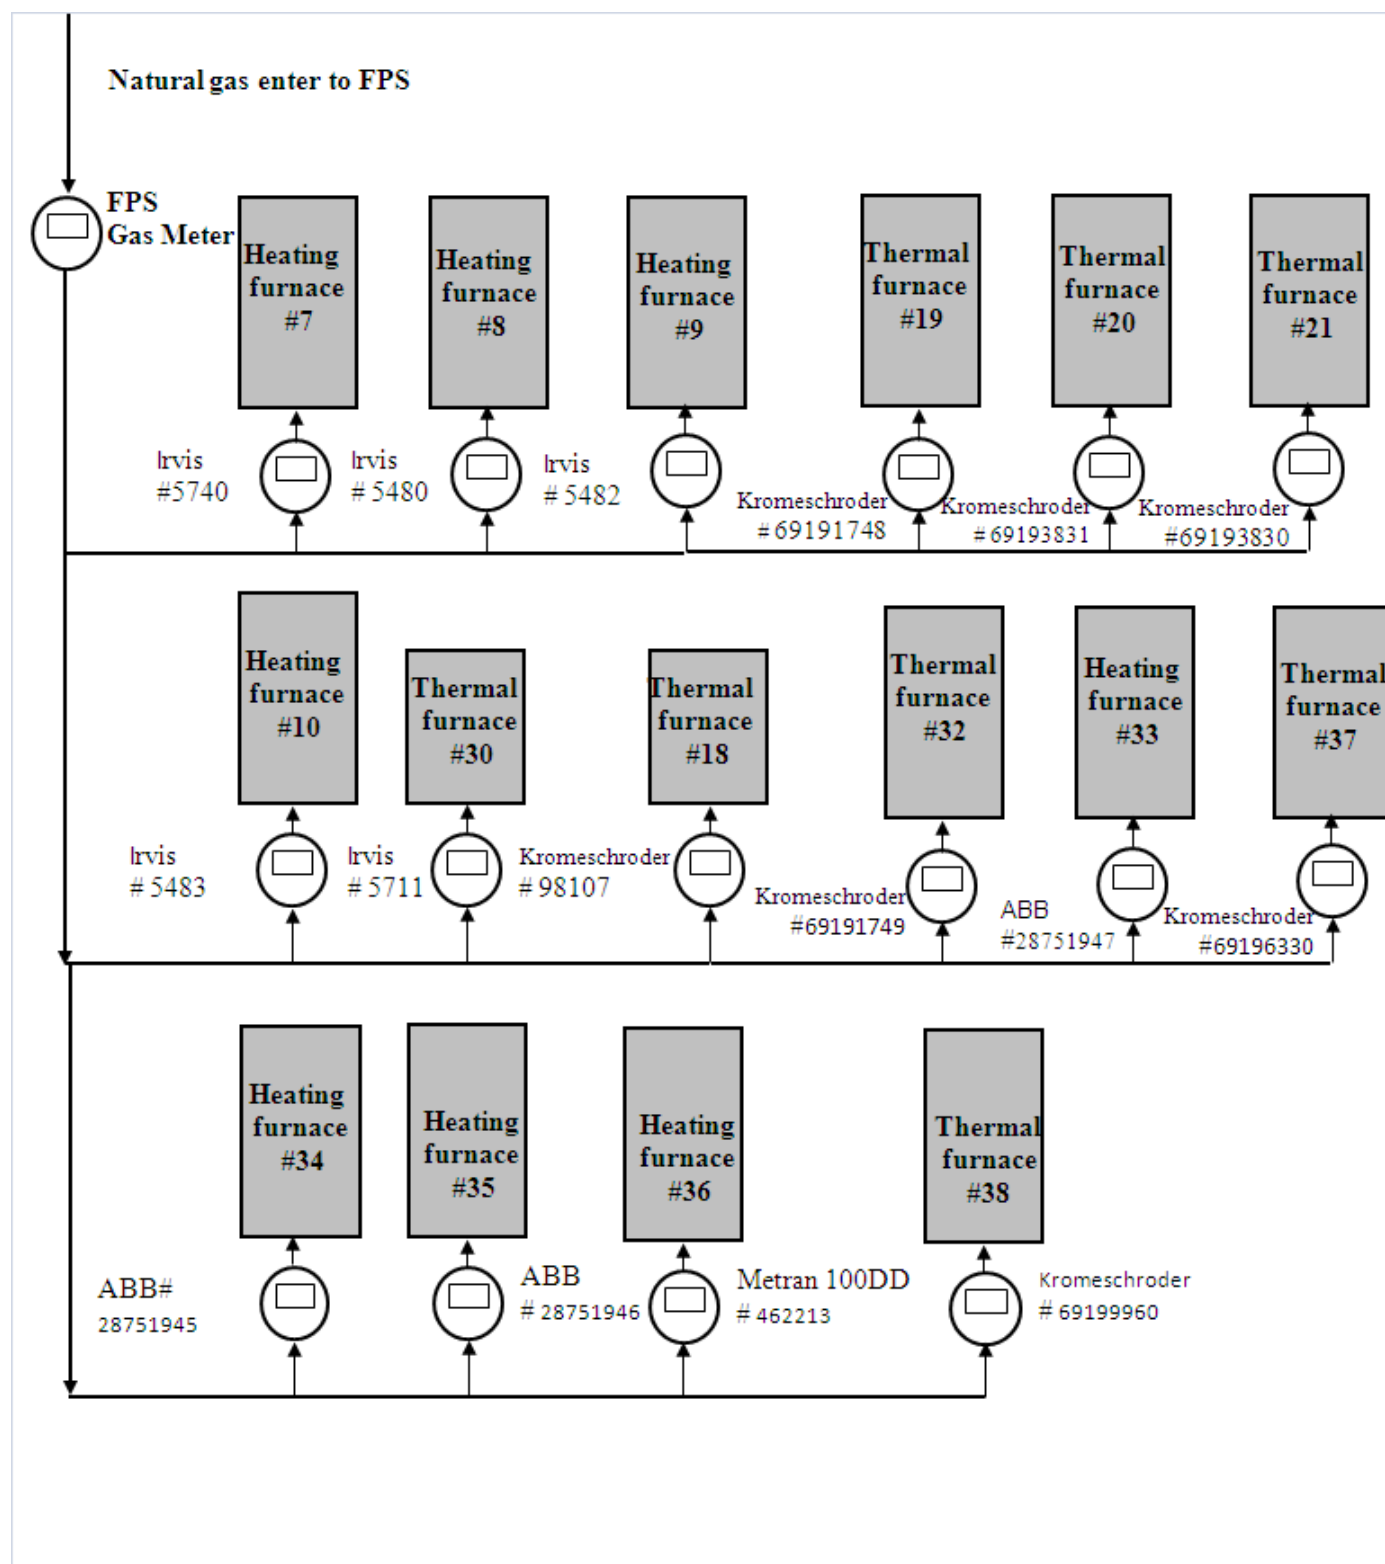 Natural gas enter to FPS
FPS
Gas Meter
Heating
furnace
#7
Heating
furnace
#8
Heating
furnace
#9
Thermal
furnace
#19
Thermal
furnace
#20
Thermal
furnace
#21
Irvis
#5740
Irvis
# 5480
Irvis
# 5482
Kromeschroder
# 69191748
Kromeschroder
# 69193831
Kromeschroder
#69193830
Heating
furnace
#10
Thermal
furnace
#30
Thermal
furnace
#18
Thermal
furnace
#32
Heating
furnace
#33
Thermal
furnace
#37
Irvis
# 5483
Irvis
# 5711
Kromeschroder
# 98107
Kromeschroder
#69191749
ABB
#28751947
Kromeschroder
#69196330
Heating
furnace
#34
Heating
furnace
#35
Heating
furnace
#36
Thermal
furnace
#38
ABB#
28751945
ABB
# 28751946
Metran 100DD
# 462213
Kromeschroder
# 69199960